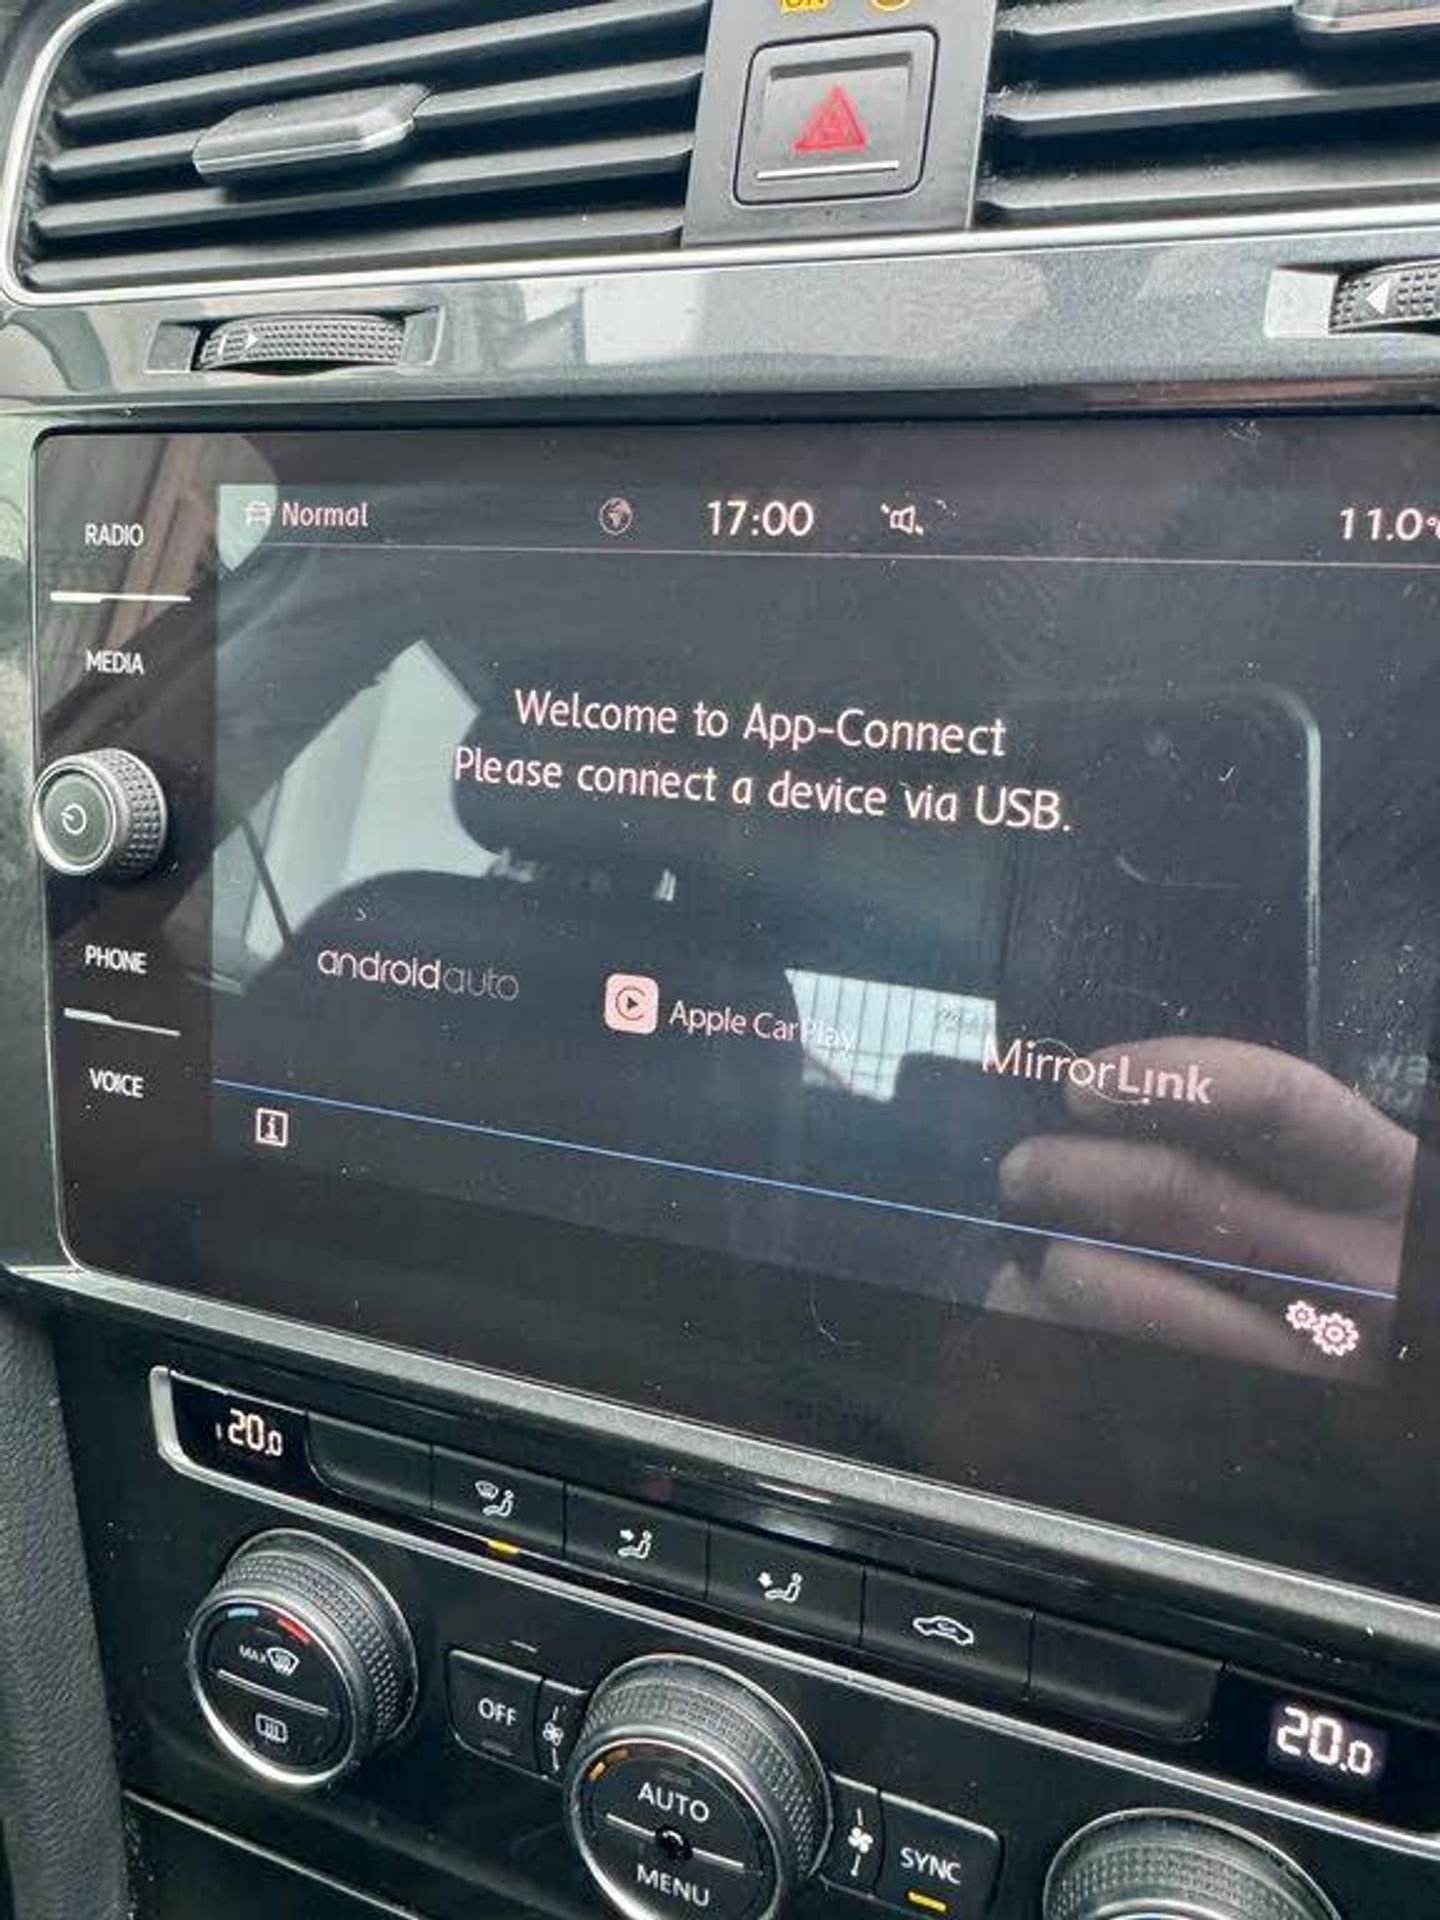 RADIO
MEDIA
PHONE
VOICE
Normal
17:00
11.0°
Welcome to App-Connect
Please connect a device via USB.
androidauto
Apple CarPlay
MirrorLink
i
20.0
MAX
OFF
AUTO
MENU
SYNC
20.0